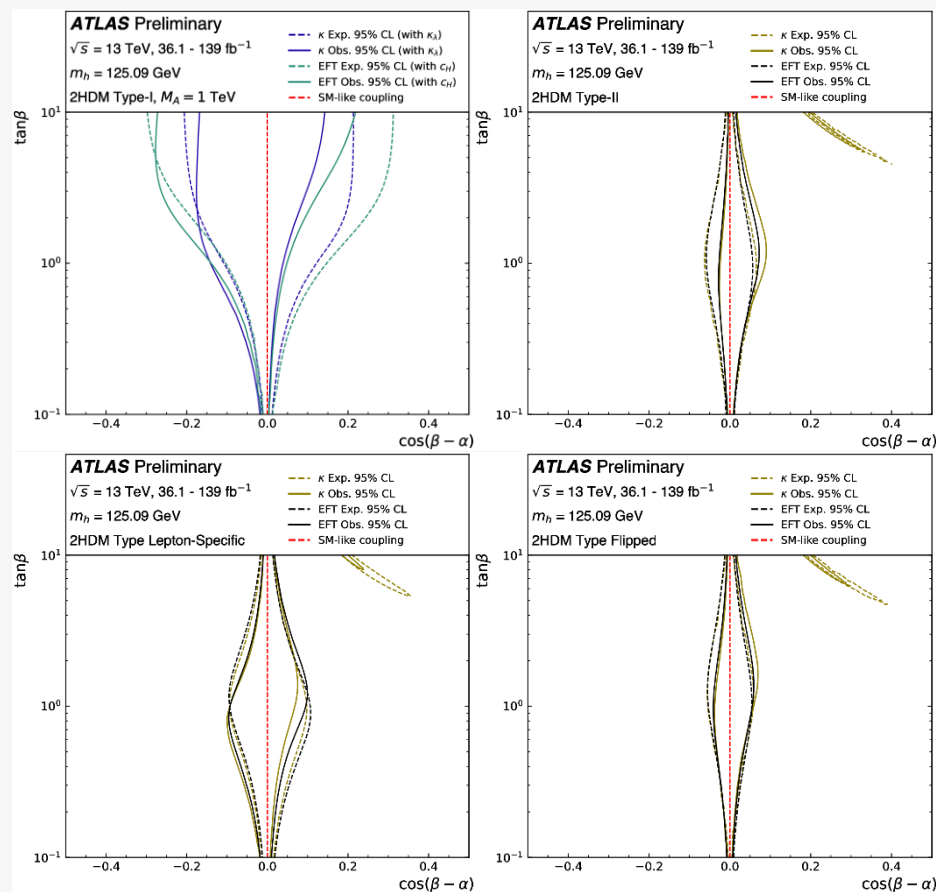 ATLAS Preliminary
√s = 13 TeV, 36.1 - 139 fb⁻¹
m_h = 125.09 GeV
2HDM Type-I, M_A = 1 TeV
κ Exp. 95% CL (with κ_λ)
κ Obs. 95% CL (with κ_λ)
EFT Exp. 95% CL (with c_H)
EFT Obs. 95% CL (with c_H)
SM-like coupling
tanβ
10¹
10⁰
10⁻¹
−0.4
−0.2
0.0
0.2
0.4
cos(β − α)
ATLAS Preliminary
√s = 13 TeV, 36.1 - 139 fb⁻¹
m_h = 125.09 GeV
2HDM Type-II
κ Exp. 95% CL
κ Obs. 95% CL
EFT Exp. 95% CL
EFT Obs. 95% CL
SM-like coupling
tanβ
10¹
10⁰
10⁻¹
−0.4
−0.2
0.0
0.2
0.4
cos(β − α)
ATLAS Preliminary
√s = 13 TeV, 36.1 - 139 fb⁻¹
m_h = 125.09 GeV
2HDM Type Lepton-Specific
κ Exp. 95% CL
κ Obs. 95% CL
EFT Exp. 95% CL
EFT Obs. 95% CL
SM-like coupling
tanβ
10¹
10⁰
10⁻¹
−0.4
−0.2
0.0
0.2
0.4
cos(β − α)
ATLAS Preliminary
√s = 13 TeV, 36.1 - 139 fb⁻¹
m_h = 125.09 GeV
2HDM Type Flipped
κ Exp. 95% CL
κ Obs. 95% CL
EFT Exp. 95% CL
EFT Obs. 95% CL
SM-like coupling
tanβ
10¹
10⁰
10⁻¹
−0.4
−0.2
0.0
0.2
0.4
cos(β − α)